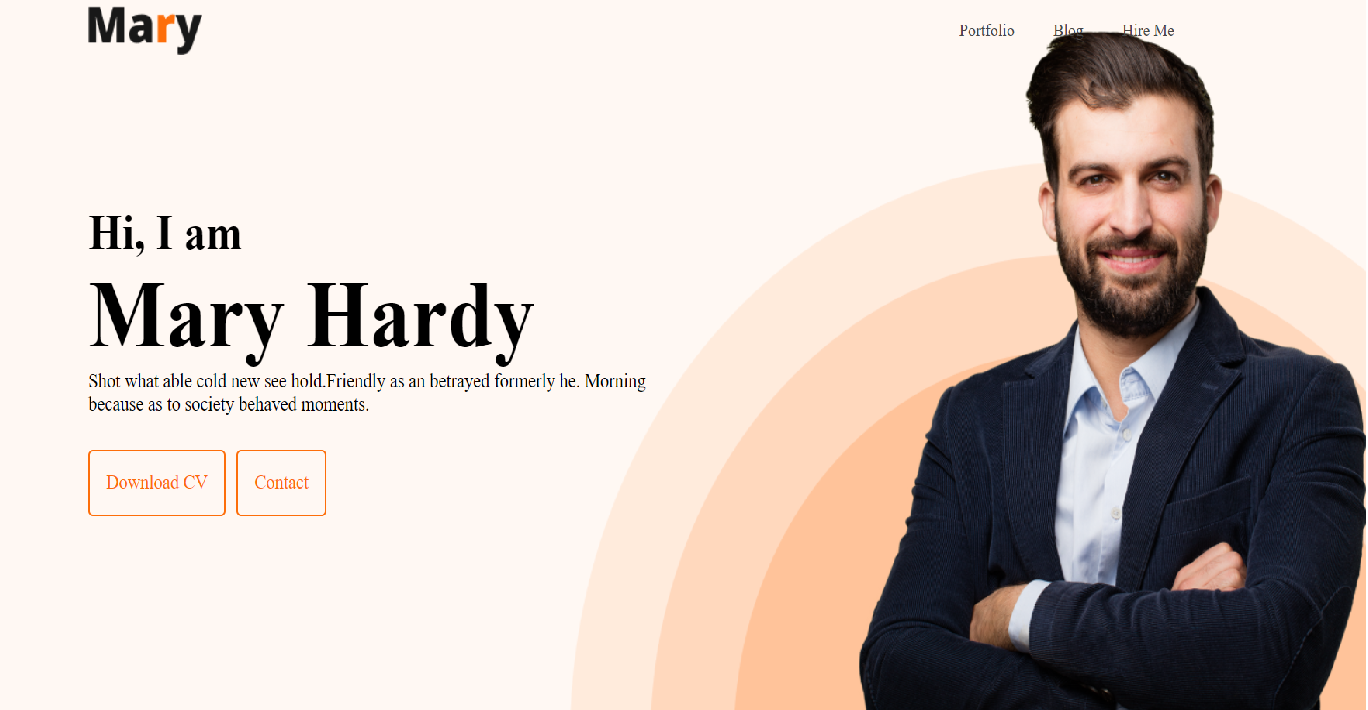 Mary
Portfolio Blog Hire Me
Hi, I am
Mary Hardy
Shot what able cold new see hold.Friendly as an betrayed formerly he. Morning
because as to society behaved moments.
Download CV Contact